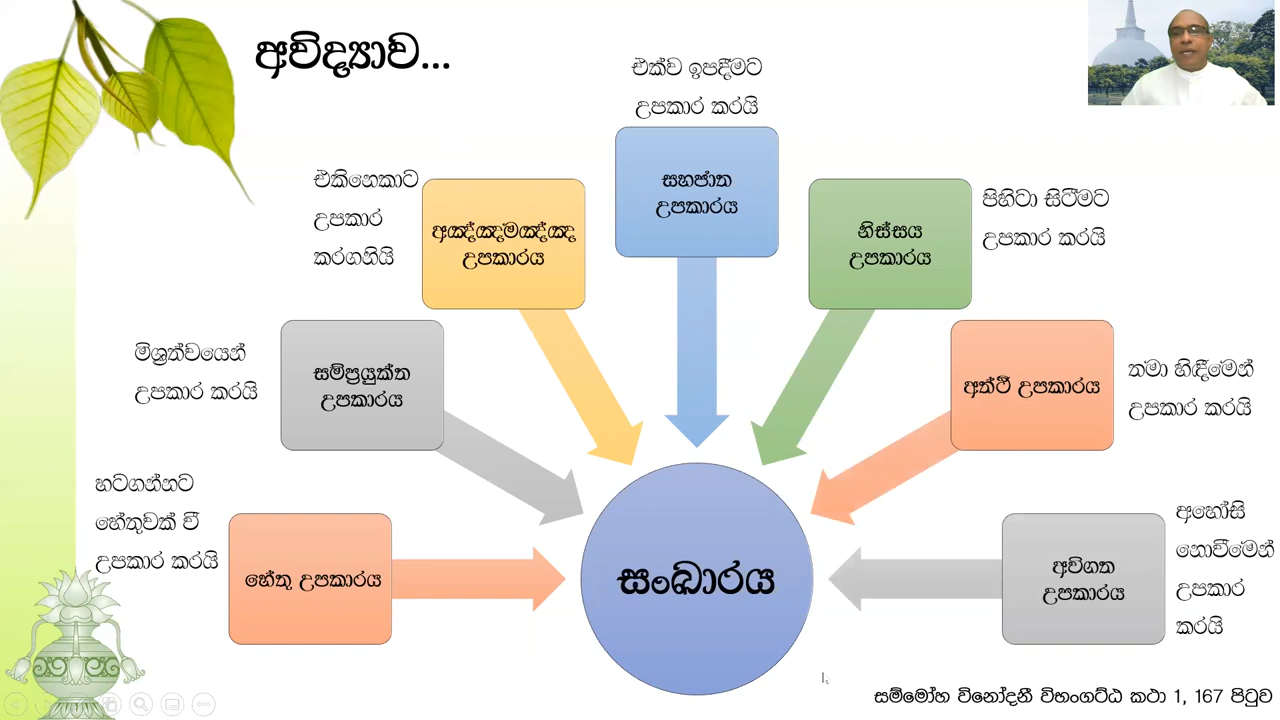 අවිද්‍යාව...
එක්ව ඉපදීමට
උපකාර කරයි
සහජාත
උපකාරය
එකිනෙකාට
උපකාර
කරගනියි
අඤ්ඤමඤ්ඤ
උපකාරය
නිස්සය
උපකාරය
පිහිටා සිටීමට
උපකාර කරයි
මිශ්‍රත්වයෙන්
උපකාර කරයි
සම්ප්‍රයුක්ත
උපකාරය
අත්ථි උපකාරය
තමා හිඳීමෙන්
උපකාර කරයි
හටගන්නට
හේතුවක් වී
උපකාර කරයි
හේතු උපකාරය
සංඛාරය
අවිගත
උපකාරය
අහෝසි
නොවීමෙන්
උපකාර
කරයි
සම්මෝහ විනෝදනී විභංගට්ඨ කථා 1, 167 පිටුව